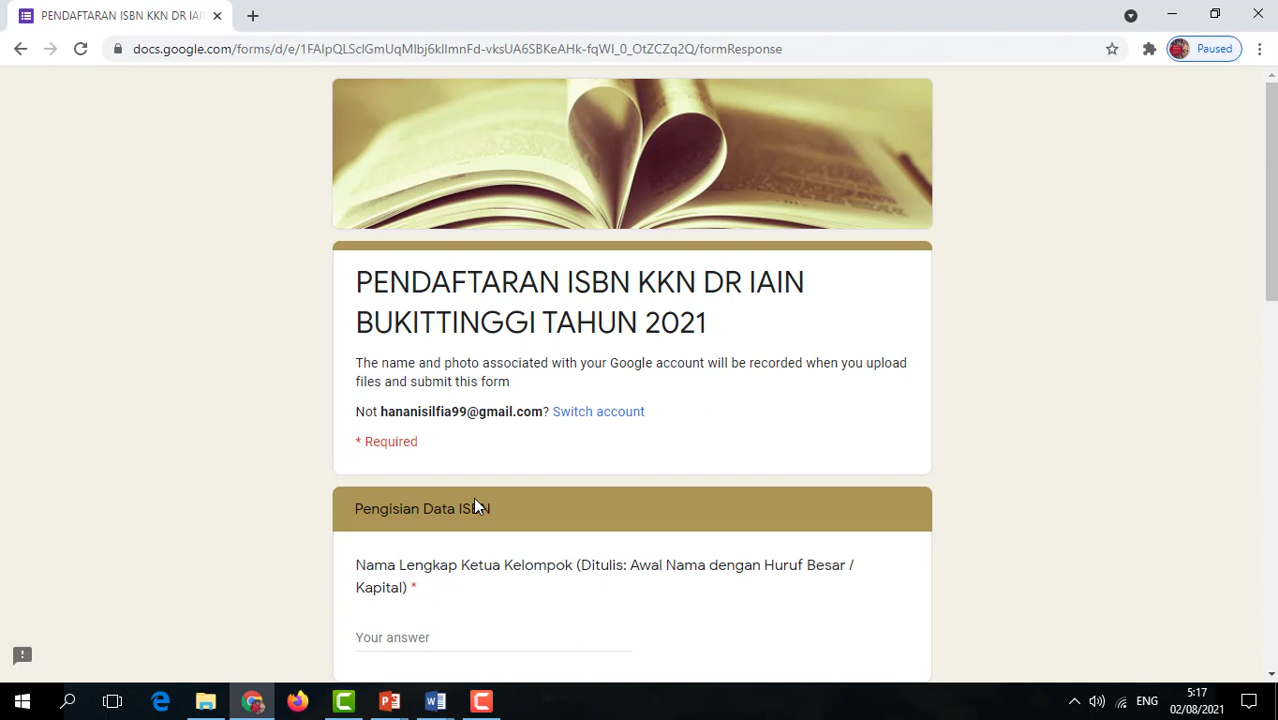 PENDAFTARAN ISBN KKN DR IAIN
docs.google.com/forms/d/e/1FAIpQLSclGmUqMlbj6kllmnFd-vksUA6SBKeAHk-fqWI_0_OtZCZq2Q/formResponse
Paused
PENDAFTARAN ISBN KKN DR IAIN
BUKITTINGGI TAHUN 2021
The name and photo associated with your Google account will be recorded when you upload
files and submit this form
Not hananisilfia99@gmail.com? Switch account
* Required
Pengisian Data ISBN
Nama Lengkap Ketua Kelompok (Ditulis: Awal Nama dengan Huruf Besar /
Kapital) *
Your answer
ENG
5:17
02/08/2021